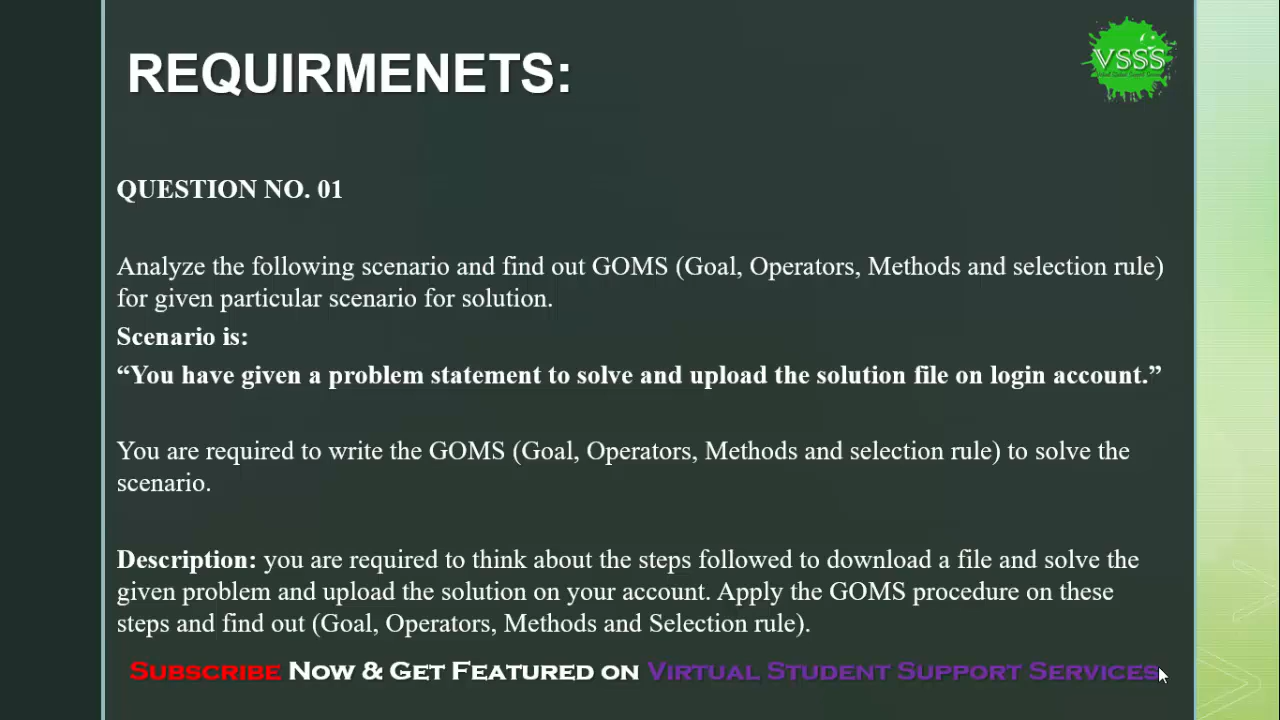 REQUIRMENETS:
VSSS
QUESTION NO. 01
Analyze the following scenario and find out GOMS (Goal, Operators, Methods and selection rule)
for given particular scenario for solution.
Scenario is:
“You have given a problem statement to solve and upload the solution file on login account.”
You are required to write the GOMS (Goal, Operators, Methods and selection rule) to solve the
scenario.
Description: you are required to think about the steps followed to download a file and solve the
given problem and upload the solution on your account. Apply the GOMS procedure on these
steps and find out (Goal, Operators, Methods and Selection rule).
Subscribe Now & Get Featured on Virtual Student Support Services